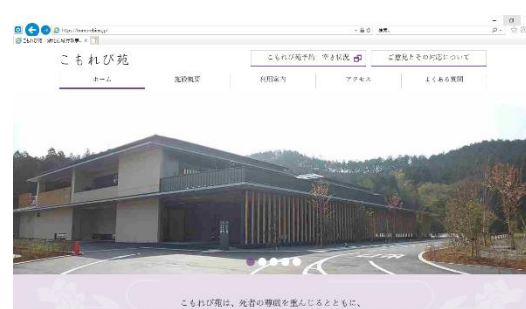 こもれび苑
こもれび苑予約 空き状況
ご意見とその対応について
ホーム
施設概要
利用案内
アクセス
よくある質問
こもれび苑は、死者の尊厳を重んじるとともに、